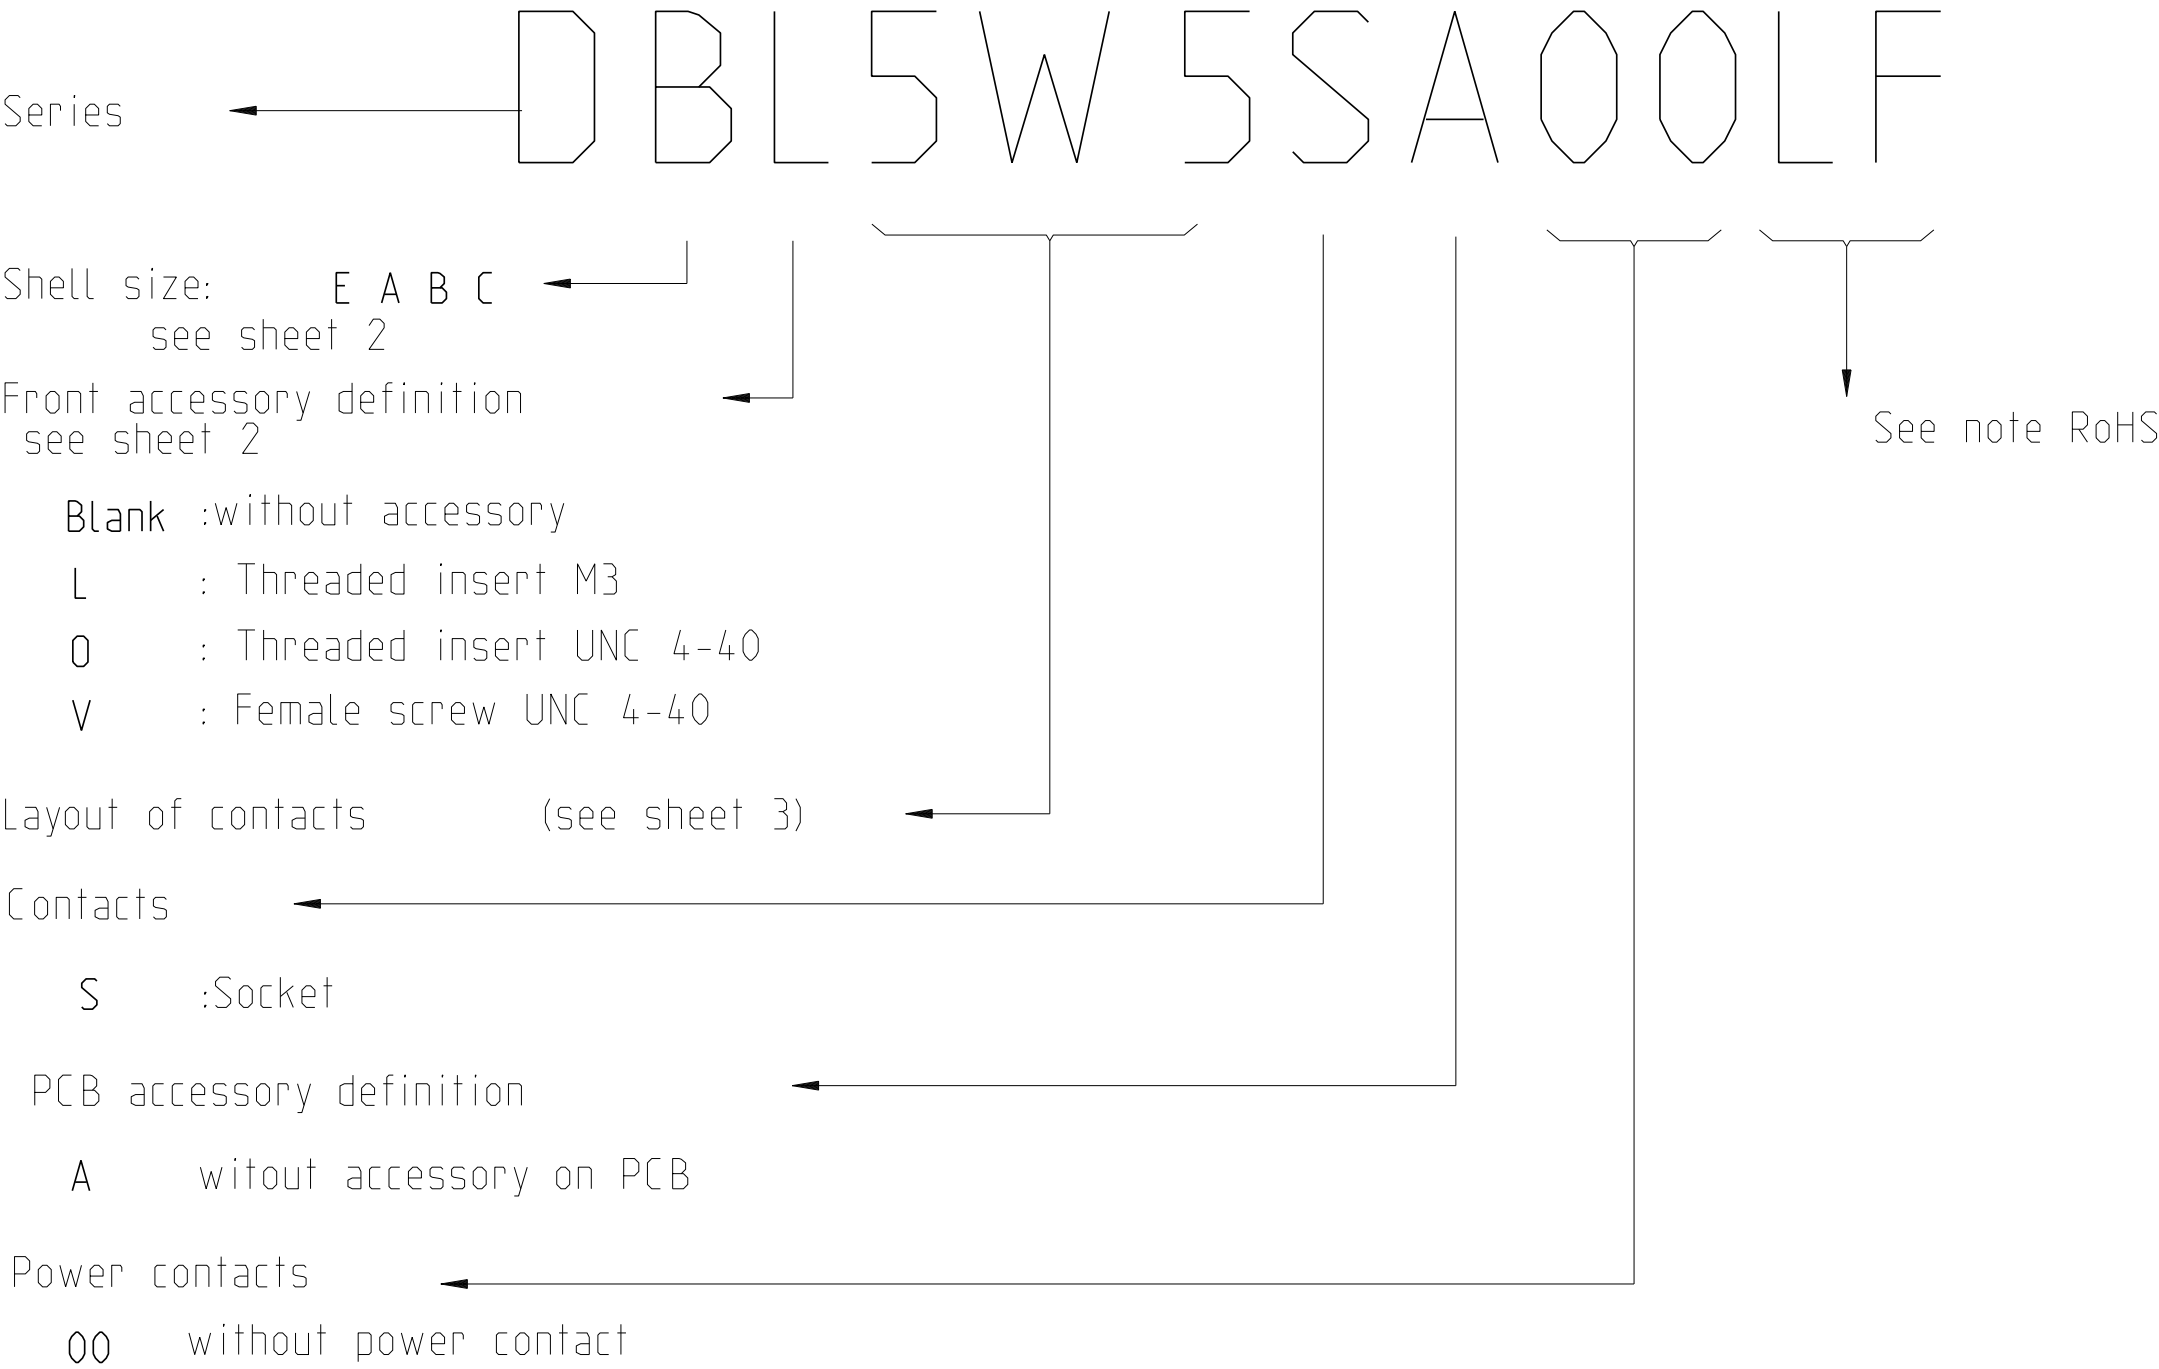 DBL5W5SA00LF
Series
Shell size: E A B C
see sheet 2
Front accessory definition
see sheet 2
See note RoHS
Blank :without accessory
L : Threaded insert M3
O : Threaded insert UNC 4-40
V : Female screw UNC 4-40
Layout of contacts (see sheet 3)
Contacts
S :Socket
PCB accessory definition
A witout accessory on PCB
Power contacts
00 without power contact